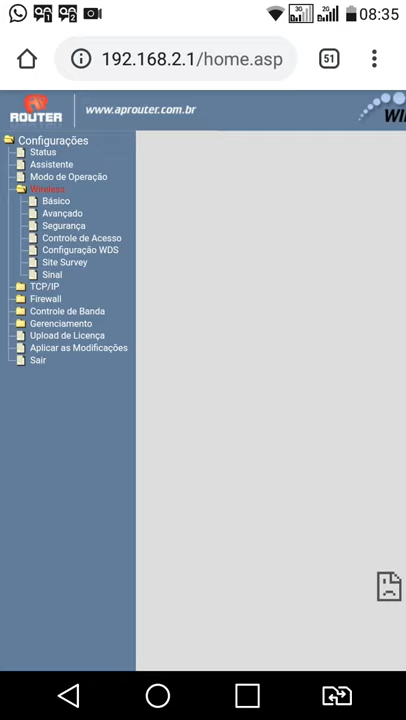 3G
2G
08:35
192.168.2.1/home.asp
51
ROUTER
www.aprouter.com.br
Configurações
Status
Assistente
Modo de Operação
Wireless
Básico
Avançado
Segurança
Controle de Acesso
Configuração WDS
Site Survey
Sinal
TCP/IP
Firewall
Controle de Banda
Gerenciamento
Upload de Licença
Aplicar as Modificações
Sair